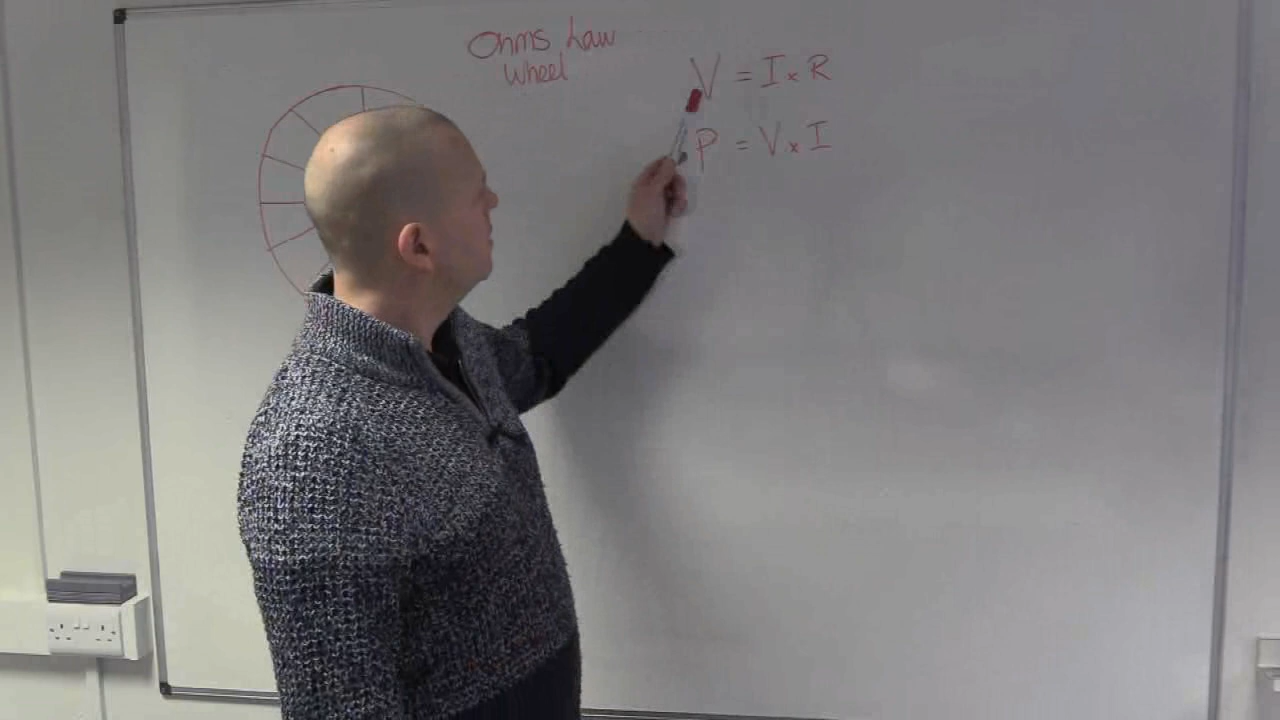 Ohms Law
Wheel
V = I x R
P = V x I